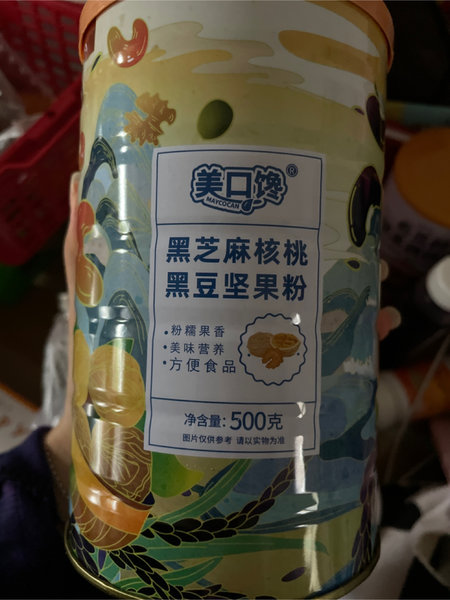 美口馋®
MAYCOCAN
黑芝麻核桃
黑豆坚果粉
·粉糯果香
·美味营养
·方便食品
净含量:500克
图片仅供参考 请以实物为准